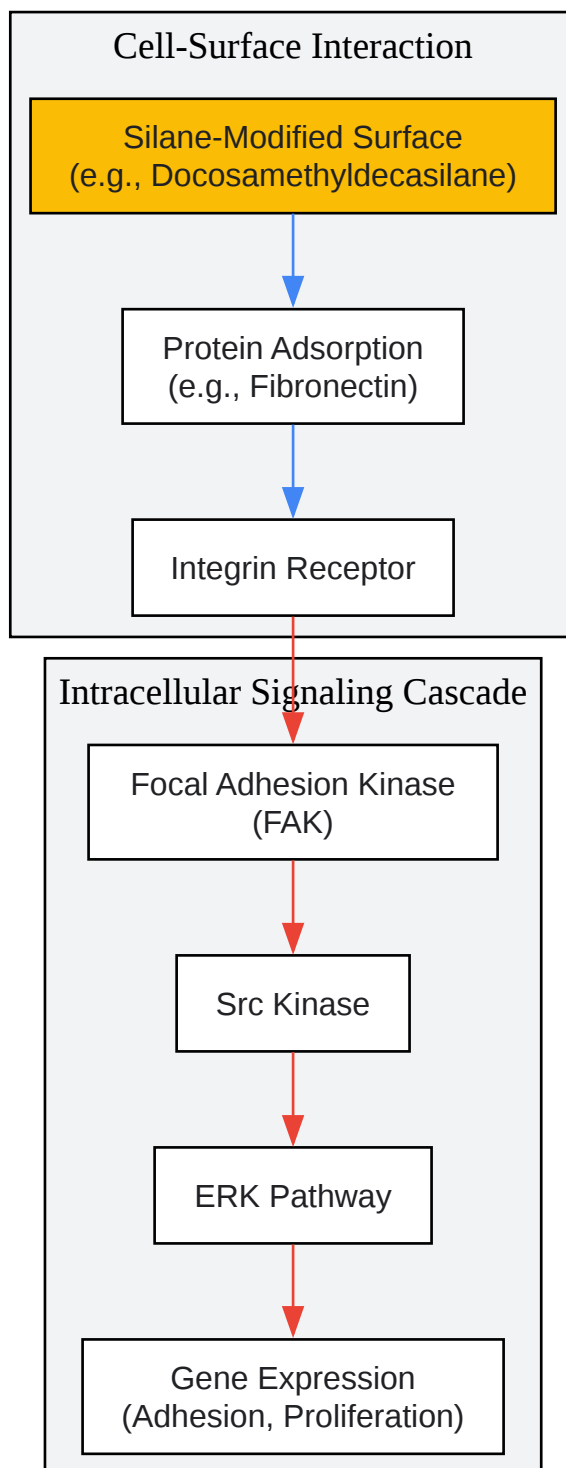 Cell-Surface Interaction
Silane-Modified Surface
(e.g., Docosamethyldecasilane)
Protein Adsorption
(e.g., Fibronectin)
Integrin Receptor
Intracellular Signaling Cascade
Focal Adhesion Kinase
(FAK)
Src Kinase
ERK Pathway
Gene Expression
(Adhesion, Proliferation)